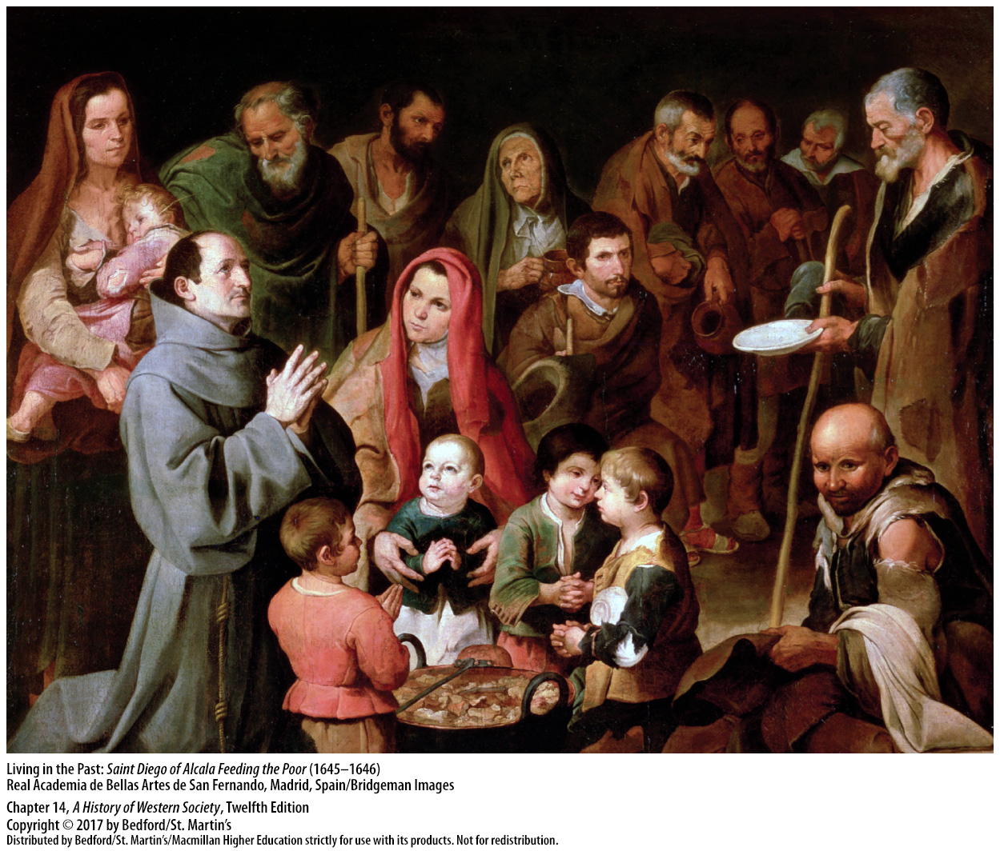 Living in the Past: Saint Diego of Alcala Feeding the Poor (1645–1646)
Real Academia de Bellas Artes de San Fernando, Madrid, Spain/Bridgeman Images
Chapter 14, A History of Western Society, Twelfth Edition
Copyright © 2017 by Bedford/St. Martin’s
Distributed by Bedford/St. Martin’s/Macmillan Higher Education strictly for use with its products. Not for redistribution.